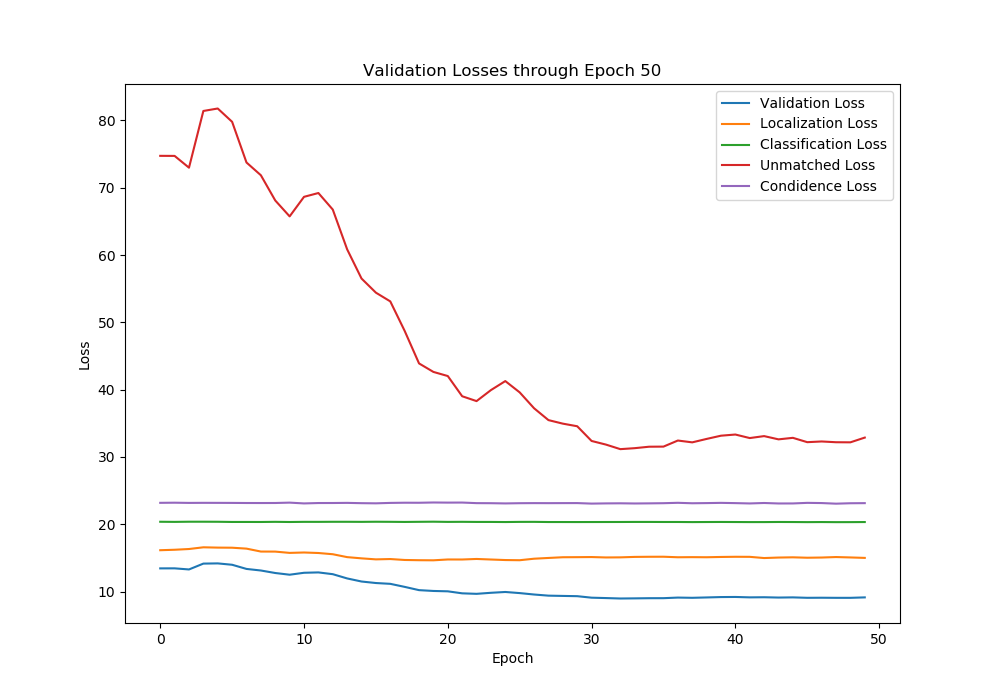 Validation Losses through Epoch 50
Validation Loss
Localization Loss
Classification Loss
Unmatched Loss
Condidence Loss
Loss
80
70
60
50
40
30
20
10
0
10
20
30
40
50
Epoch